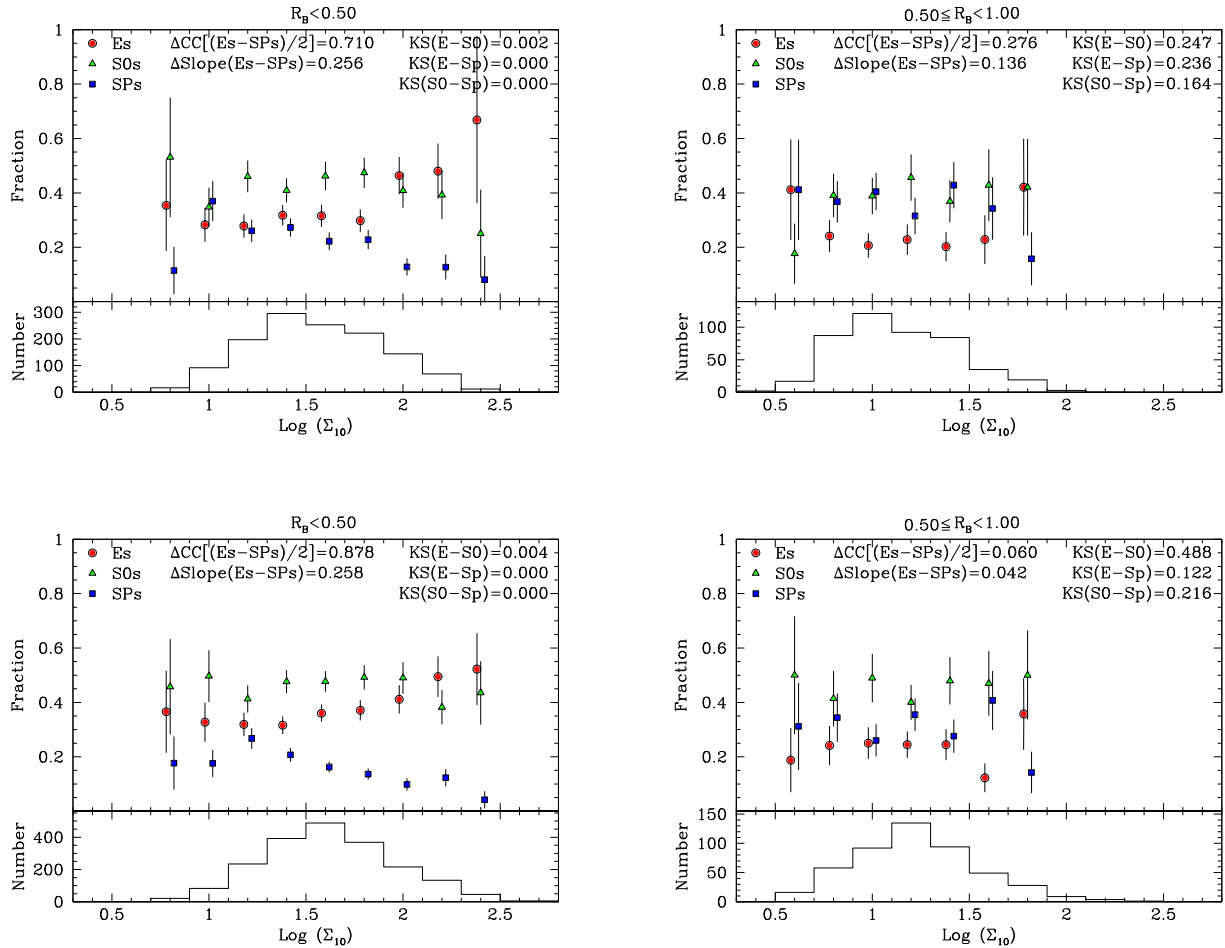 R_B<0.50
Es ΔCC[(Es−SPs)/2]=0.710 KS(E−S0)=0.002
S0s ΔSlope(Es−SPs)=0.256 KS(E−Sp)=0.000
SPs KS(S0−Sp)=0.000
1
0.8
0.6
0.4
0.2
Fraction
300
200
100
0
Number
0.5 1 1.5 2 2.5
Log (Σ₁₀)
0.50≦R_B<1.00
Es ΔCC[(Es−SPs)/2]=0.276 KS(E−S0)=0.247
S0s ΔSlope(Es−SPs)=0.136 KS(E−Sp)=0.236
SPs KS(S0−Sp)=0.164
1
0.8
0.6
0.4
0.2
Fraction
100
50
0
Number
0.5 1 1.5 2 2.5
Log (Σ₁₀)
R_B<0.50
Es ΔCC[(Es−SPs)/2]=0.878 KS(E−S0)=0.004
S0s ΔSlope(Es−SPs)=0.258 KS(E−Sp)=0.000
SPs KS(S0−Sp)=0.000
1
0.8
0.6
0.4
0.2
Fraction
400
200
0
Number
0.5 1 1.5 2 2.5
Log (Σ₁₀)
0.50≦R_B<1.00
Es ΔCC[(Es−SPs)/2]=0.060 KS(E−S0)=0.488
S0s ΔSlope(Es−SPs)=0.042 KS(E−Sp)=0.122
SPs KS(S0−Sp)=0.216
1
0.8
0.6
0.4
0.2
Fraction
150
100
50
0
Number
0.5 1 1.5 2 2.5
Log (Σ₁₀)